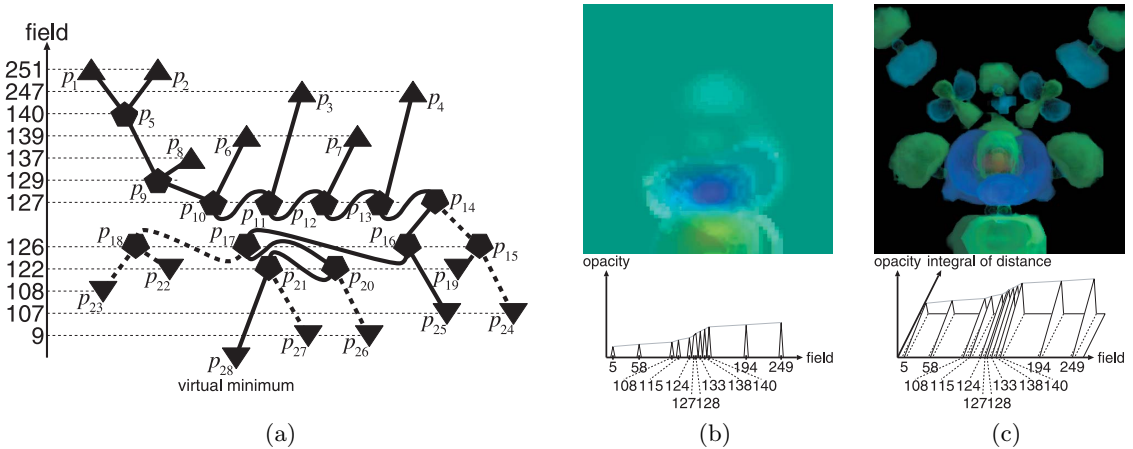 field
251
247
140
139
137
129
127
126
122
108
107
9
p1
p2
p3
p4
p5
p6
p7
p8
p9
p10
p11
p12
p13
p14
p15
p16
p17
p18
p19
p20
p21
p22
p23
p24
p25
p26
p27
p28
virtual minimum
(a)
opacity
field
5 58 194 249
108 115 124 133 138 140
127 128
(b)
opacity integral of distance
field
5 58 194 249
108 115 124 133 138 140
127 128
(c)